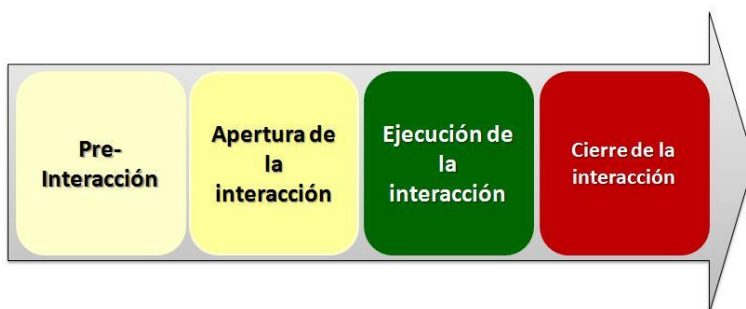 Pre-
Interacción
Apertura de
la
interacción
Ejecución de
la
interacción
Cierre de la
interacción